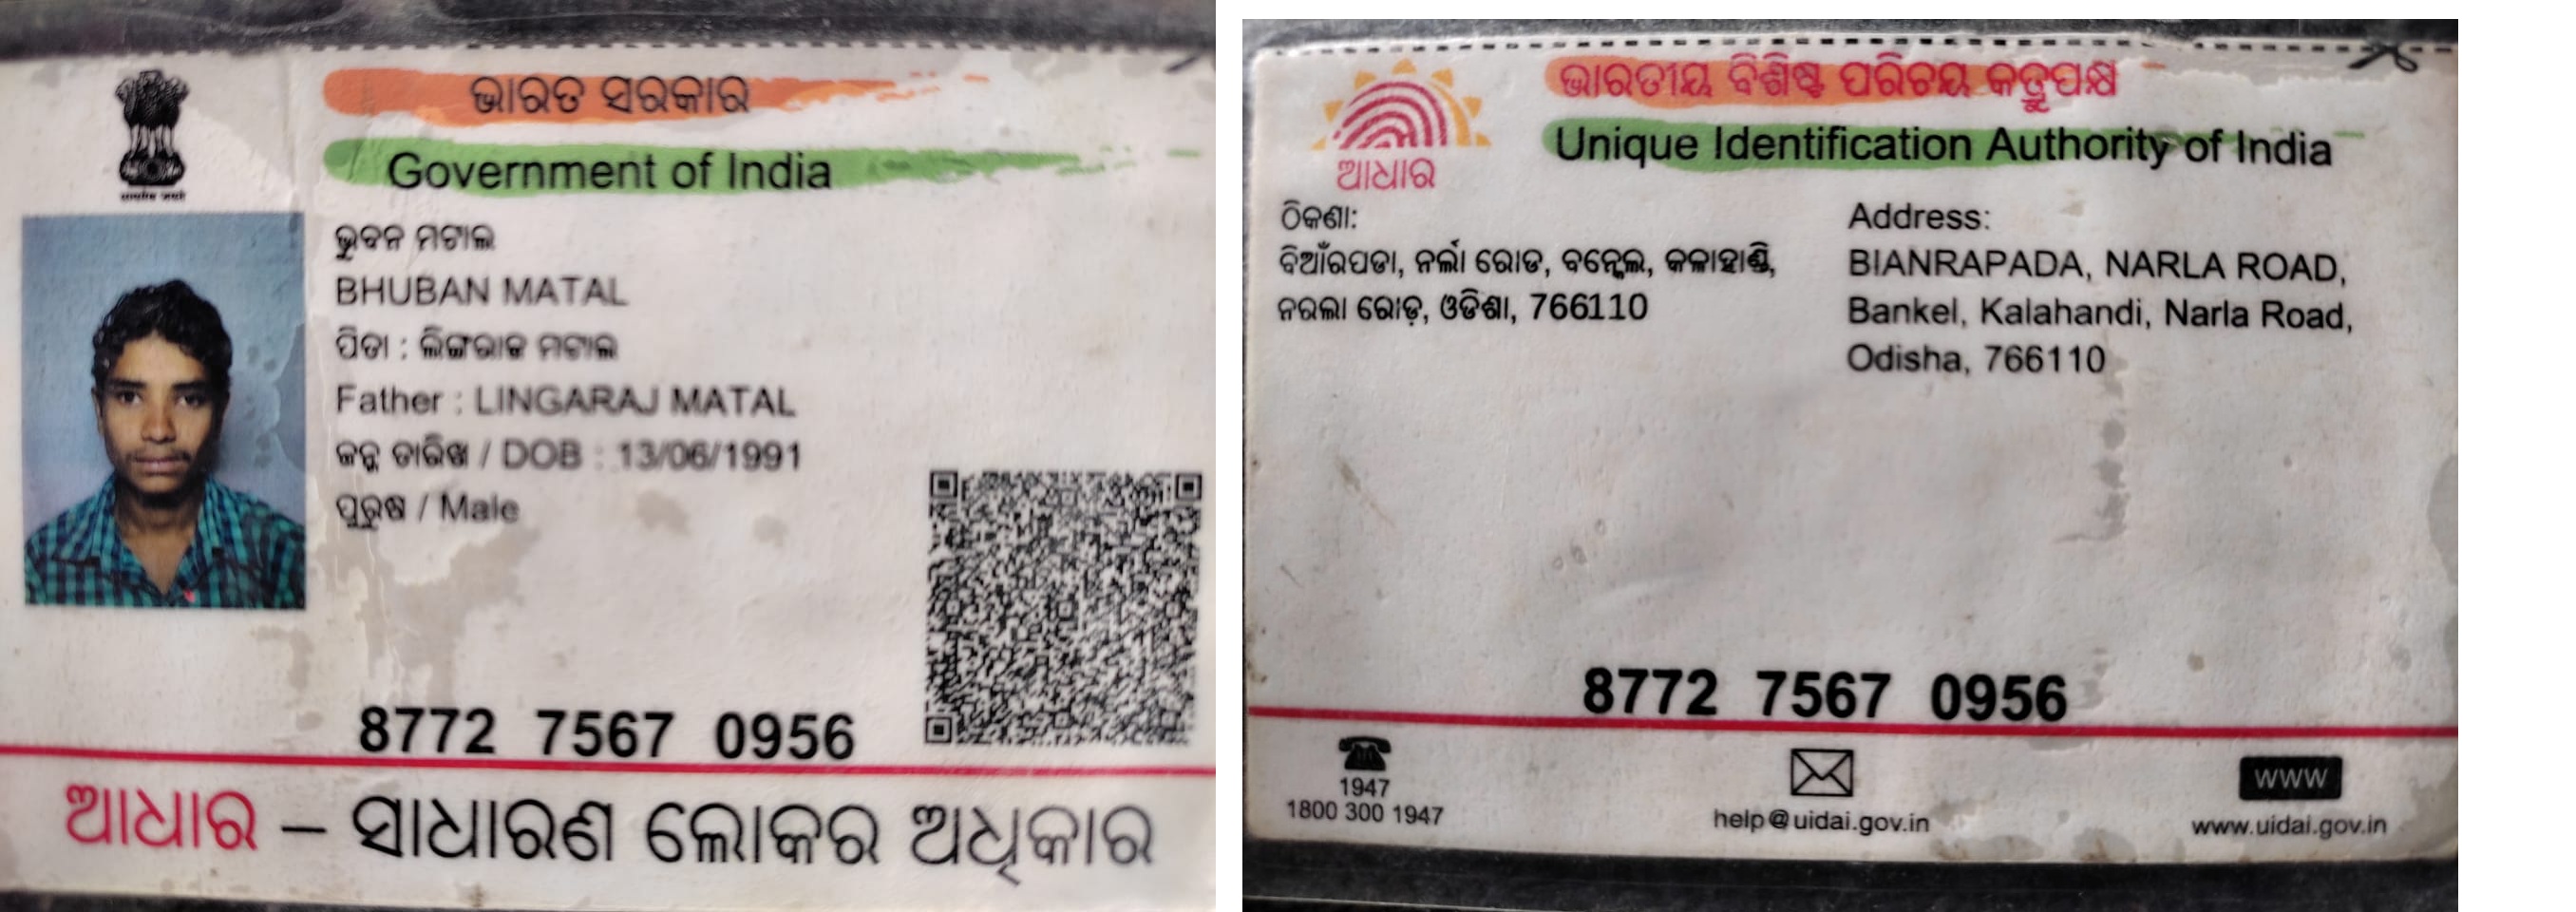 ଭାରତ ସରକାର
Government of India
ଭୁବନ ମଟାଲ
BHUBAN MATAL
ପିତା : ଲିଙ୍ଗରାଜ ମଟାଲ
Father : LINGARAJ MATAL
ଜନ୍ମ ତାରିଖ / DOB : 13/06/1991
ପୁରୁଷ / Male
8772 7567 0956
ଆଧାର – ସାଧାରଣ ଲୋକର ଅଧିକାର
ଭାରତୀୟ ବିଶିଷ୍ଟ ପରିଚୟ କର୍ତ୍ତୃପକ୍ଷ
Unique Identification Authority of India
ଆଧାର
ଠିକଣା:
ବିଆଁରପଡା, ନର୍ଲା ରୋଡ, ବନ୍କେଲ, କଳାହାଣ୍ଡି,
ନରଲା ରୋଡ଼, ଓଡିଶା, 766110
Address:
BIANRAPADA, NARLA ROAD,
Bankel, Kalahandi, Narla Road,
Odisha, 766110
8772 7567 0956
1947
1800 300 1947
help@uidai.gov.in
www
www.uidai.gov.in